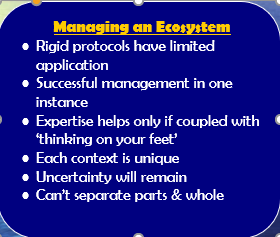 Managing an Ecosystem
• Rigid protocols have limited
application
• Successful management in one
instance
• Expertise helps only if coupled with
‘thinking on your feet’
• Each context is unique
• Uncertainty will remain
• Can’t separate parts & whole